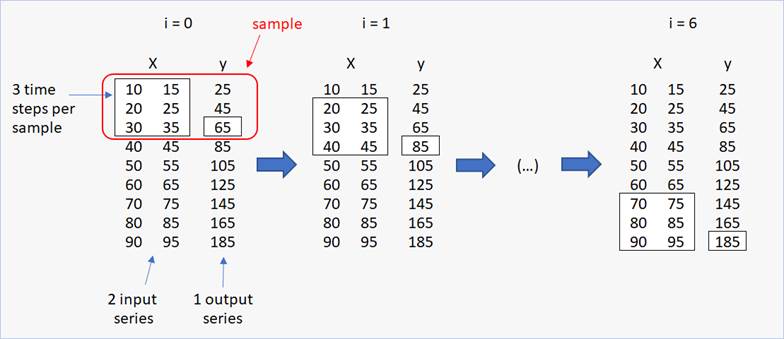 i = 0
sample
i = 1
i = 6
X y
X y
X y
3 time
steps per
sample
10 15 25
20 25 45
30 35 65
40 45 85
50 55 105
60 65 125
70 75 145
80 85 165
90 95 185
10 15 25
20 25 45
30 35 65
40 45 85
50 55 105
60 65 125
70 75 145
80 85 165
90 95 185
(...)
10 15 25
20 25 45
30 35 65
40 45 85
50 55 105
60 65 125
70 75 145
80 85 165
90 95 185
2 input
series
1 output
series